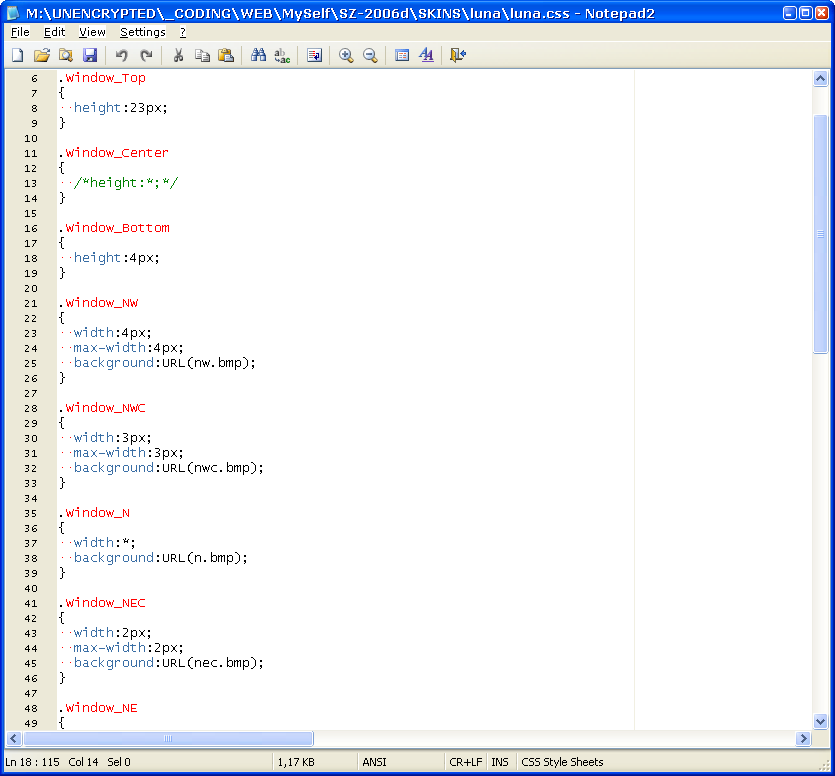 M:\UNENCRYPTED\_CODING\WEB\MySelf\SZ-2006d\SKINS\luna\luna.css - Notepad2
File Edit View Settings ?
6 .Window_Top
7 {
8 ··height:23px;
9 }
10
11 .Window_Center
12 {
13 ··/*height:*;*/
14 }
15
16 .Window_Bottom
17 {
18 ··height:4px;
19 }
20
21 .Window_NW
22 {
23 ··width:4px;
24 ··max-width:4px;
25 ··background:URL(nw.bmp);
26 }
27
28 .Window_NWC
29 {
30 ··width:3px;
31 ··max-width:3px;
32 ··background:URL(nwc.bmp);
33 }
34
35 .Window_N
36 {
37 ··width:*;
38 ··background:URL(n.bmp);
39 }
40
41 .Window_NEC
42 {
43 ··width:2px;
44 ··max-width:2px;
45 ··background:URL(nec.bmp);
46 }
47
48 .Window_NE
49 {
Ln 18 : 115 Col 14 Sel 0 1,17 KB ANSI CR+LF INS CSS Style Sheets